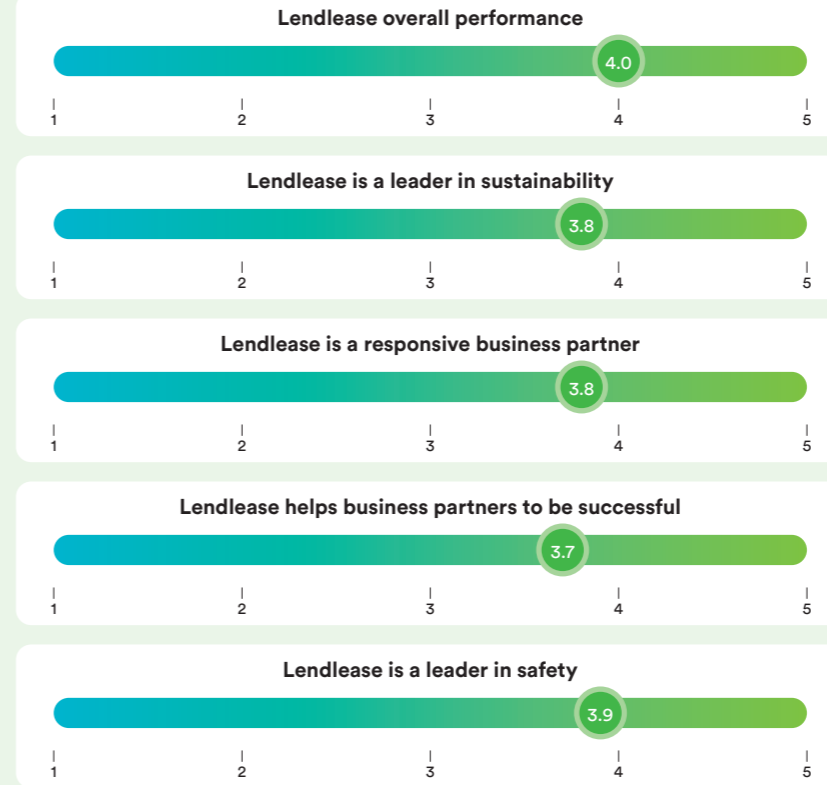 Lendlease overall performance
4.0
1 2 3 4 5
Lendlease is a leader in sustainability
3.8
1 2 3 4 5
Lendlease is a responsive business partner
3.8
1 2 3 4 5
Lendlease helps business partners to be successful
3.7
1 2 3 4 5
Lendlease is a leader in safety
3.9
1 2 3 4 5